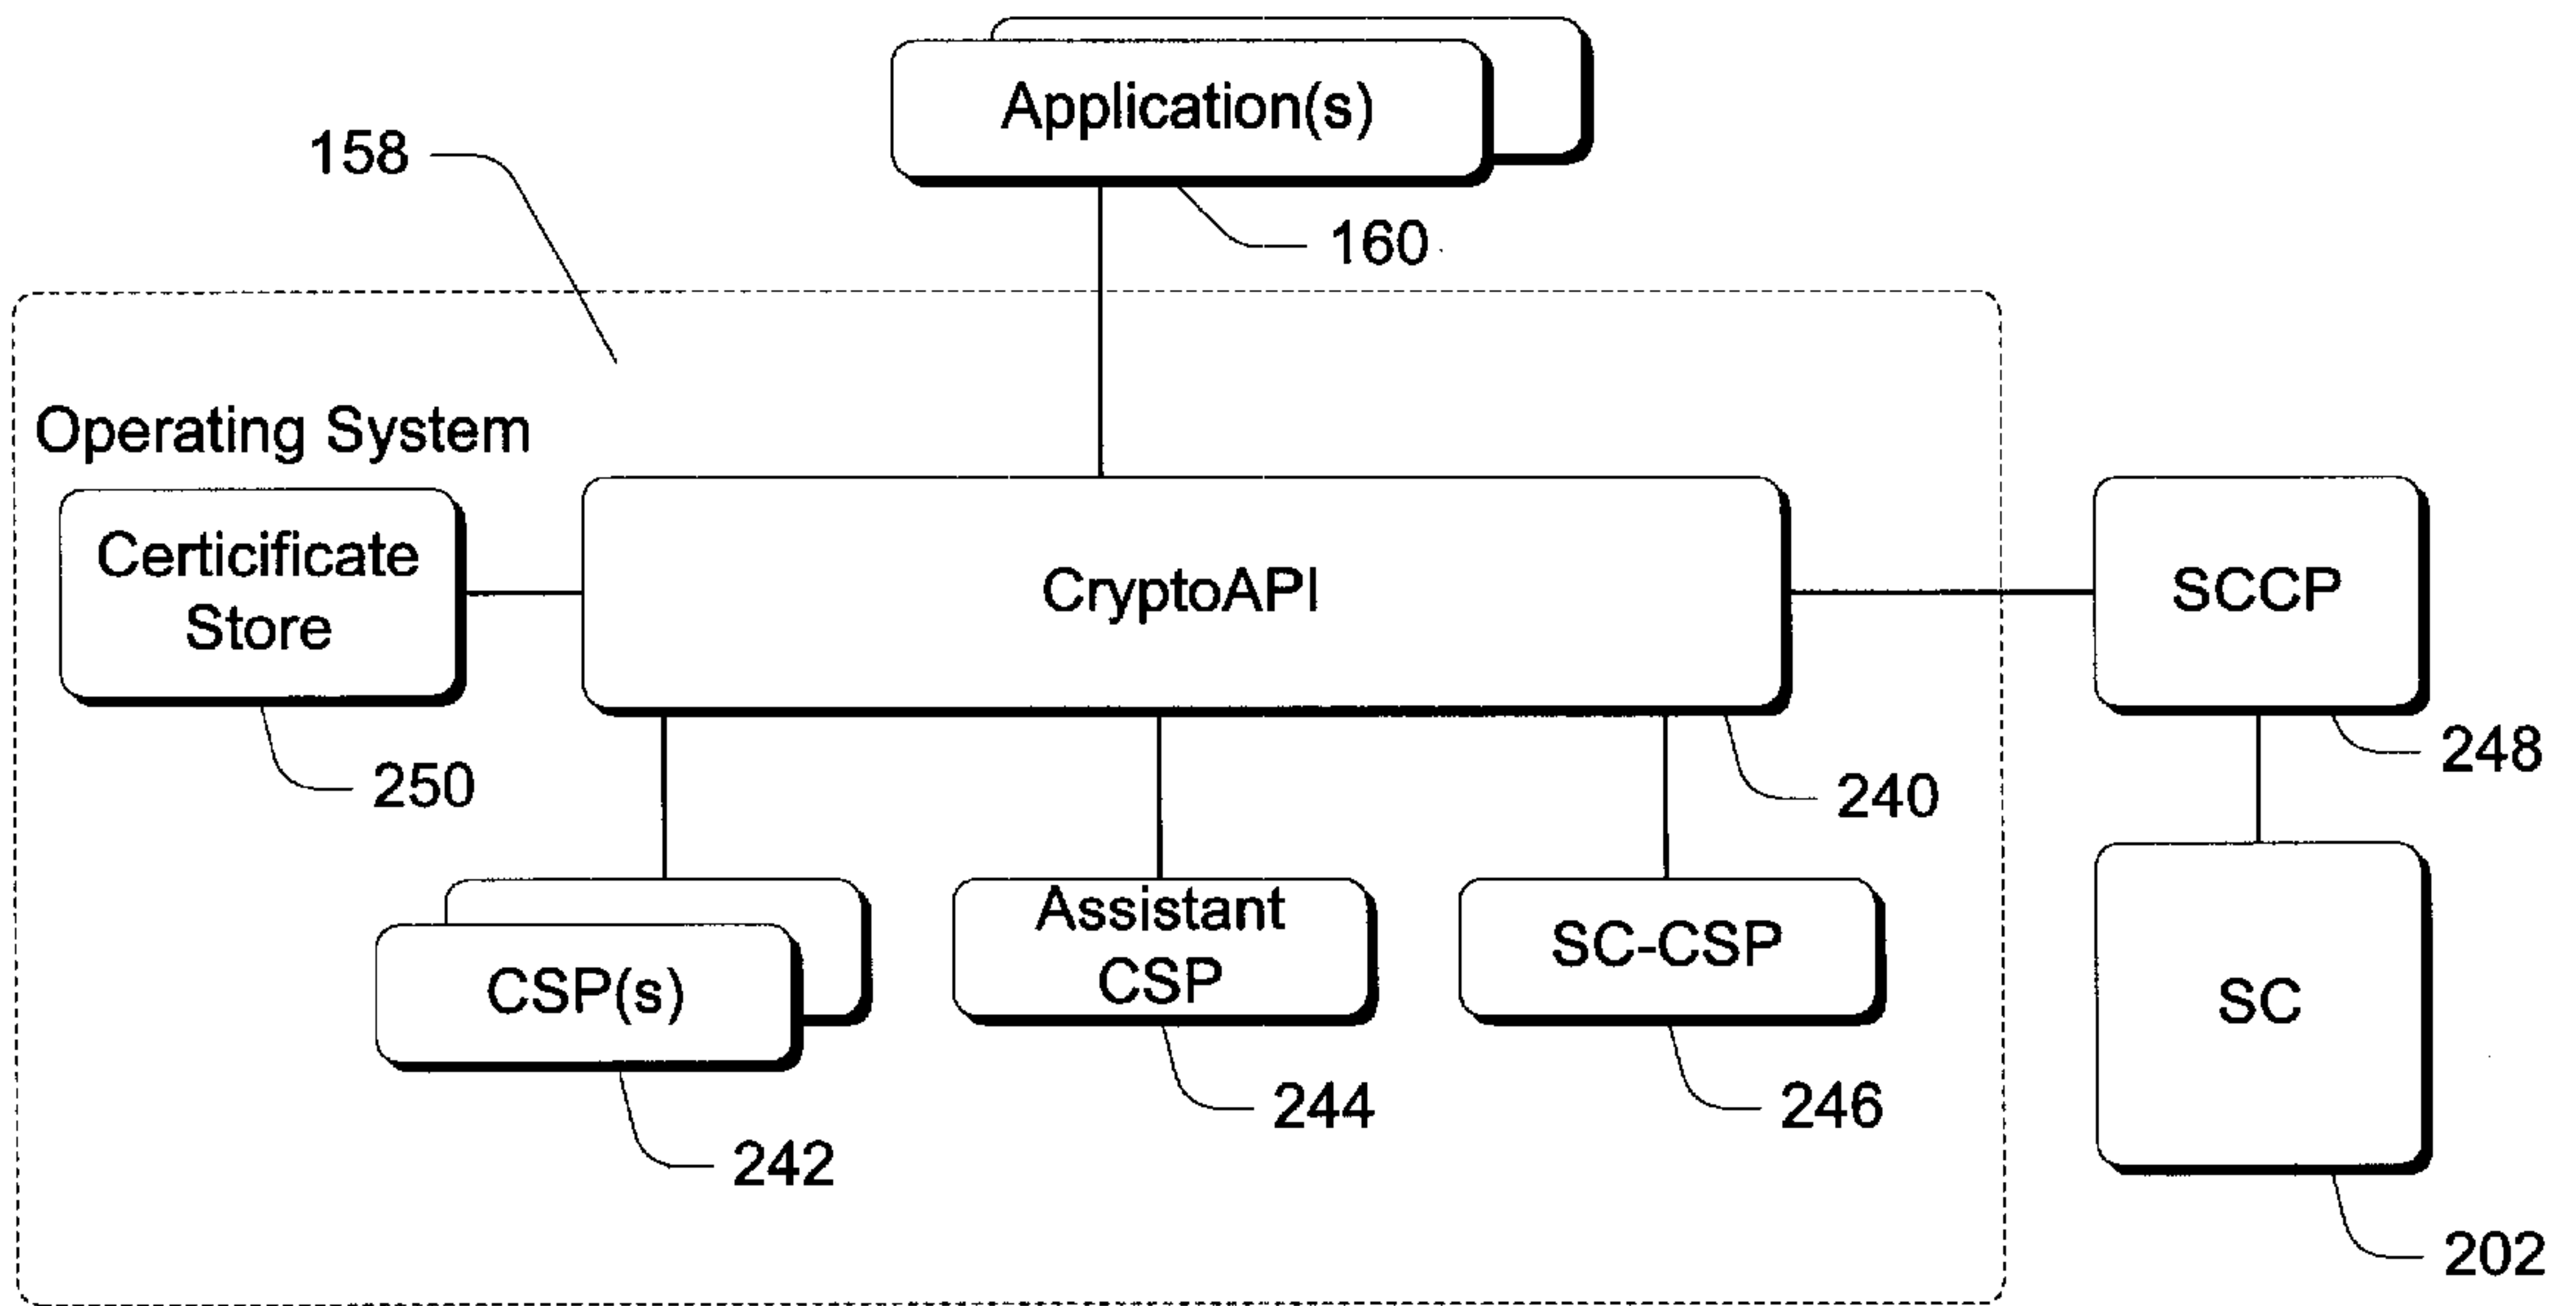 Application(s)
158
160
Operating System
Certicificate
Store
CryptoAPI
SCCP
250
240
248
CSP(s)
Assistant
CSP
SC-CSP
SC
242
244
246
202